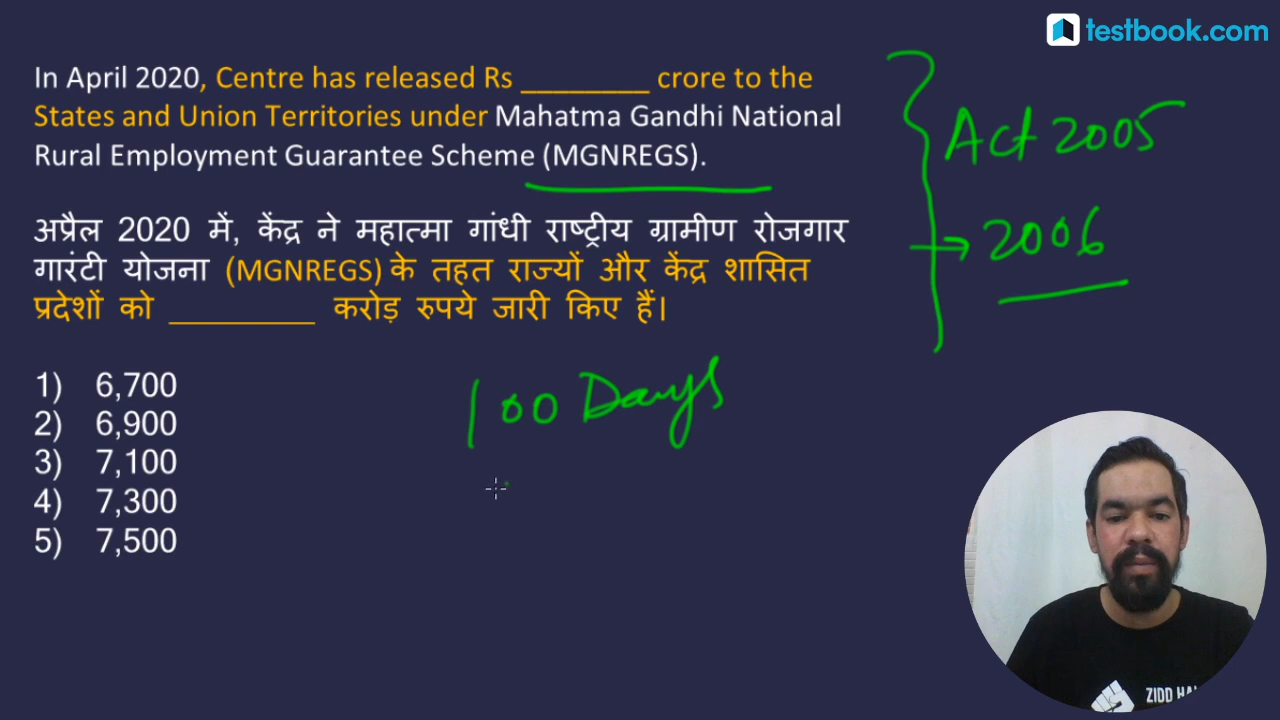 testbook.com
In April 2020, Centre has released Rs _________ crore to the
States and Union Territories under Mahatma Gandhi National
Rural Employment Guarantee Scheme (MGNREGS).
अप्रैल 2020 में, केंद्र ने महात्मा गांधी राष्ट्रीय ग्रामीण रोजगार
गारंटी योजना (MGNREGS) के तहत राज्यों और केंद्र शासित
प्रदेशों को _________ करोड़ रुपये जारी किए हैं।
1) 6,700
2) 6,900
3) 7,100
4) 7,300
5) 7,500
Act 2005
2006
100 Days
ZIDD